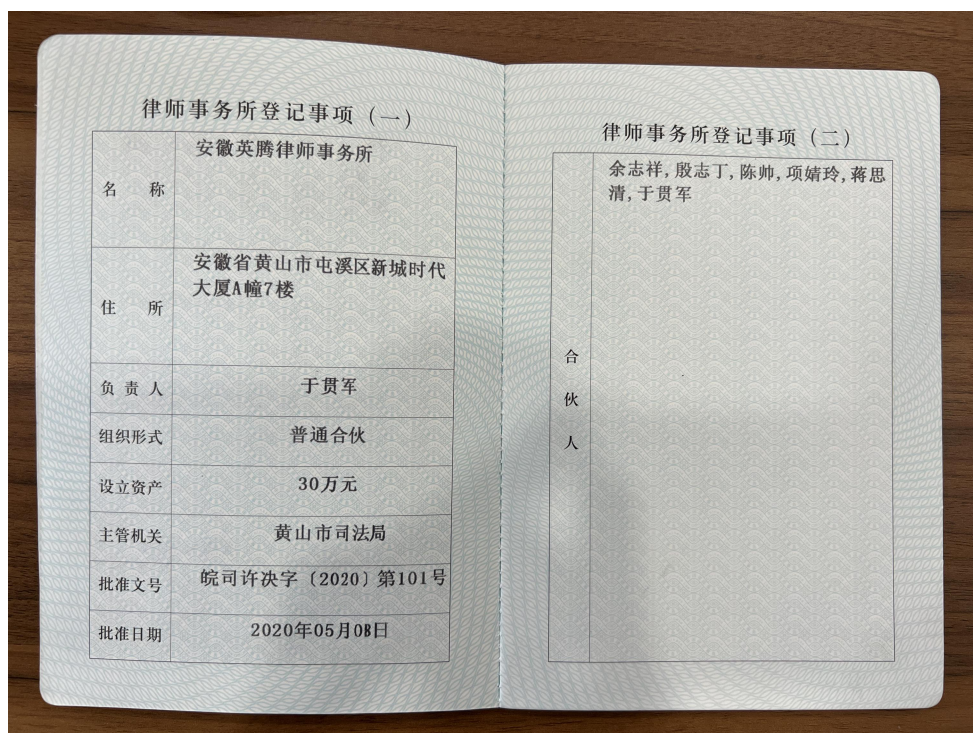 律师事务所登记事项（一）
名 称
安徽英腾律师事务所
住 所
安徽省黄山市屯溪区新城时代
大厦A幢7楼
负责人
于贯军
组织形式
普通合伙
设立资产
30万元
主管机关
黄山市司法局
批准文号
皖司许决字〔2020〕第101号
批准日期
2020年05月08日
律师事务所登记事项（二）
合伙人
余志祥,殷志丁,陈帅,项婧玲,蒋思
清,于贯军